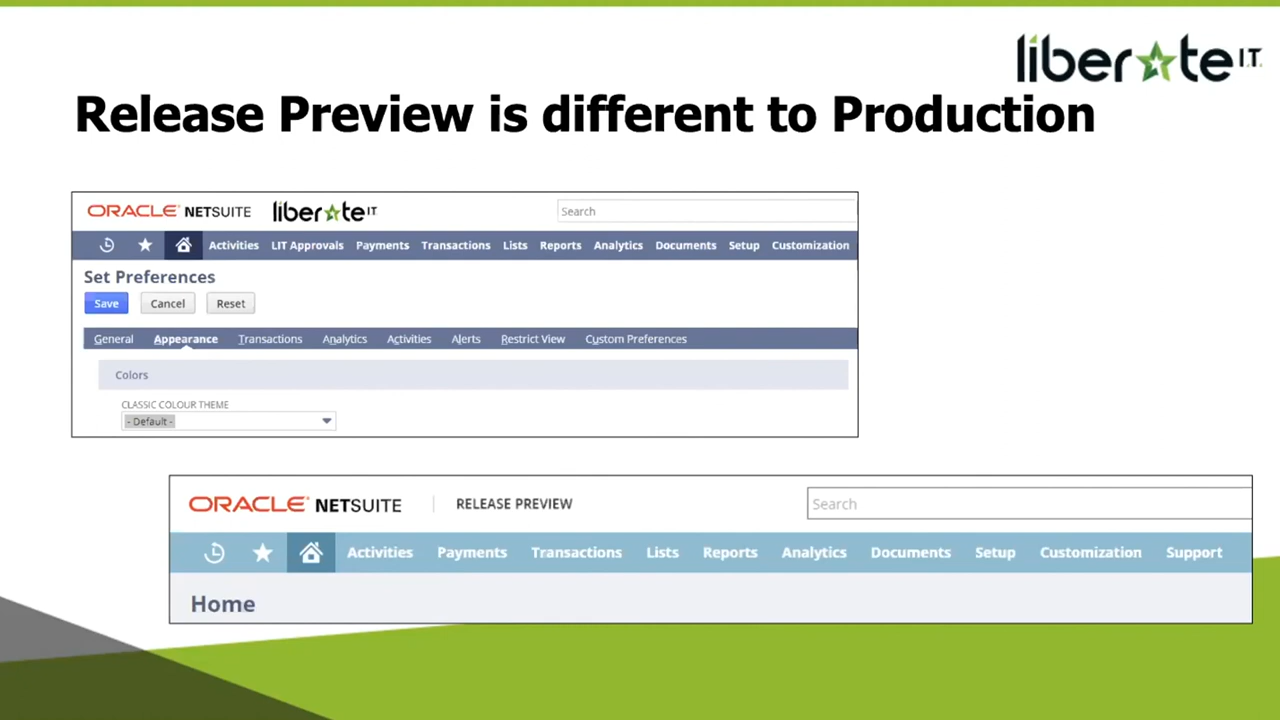 liberate I.T.
Release Preview is different to Production
ORACLE NETSUITE liberate IT Search
Activities LIT Approvals Payments Transactions Lists Reports Analytics Documents Setup Customization
Set Preferences
Save Cancel Reset
General Appearance Transactions Analytics Activities Alerts Restrict View Custom Preferences
Colors
CLASSIC COLOUR THEME
- Default -
ORACLE NETSUITE RELEASE PREVIEW Search
Activities Payments Transactions Lists Reports Analytics Documents Setup Customization Support
Home